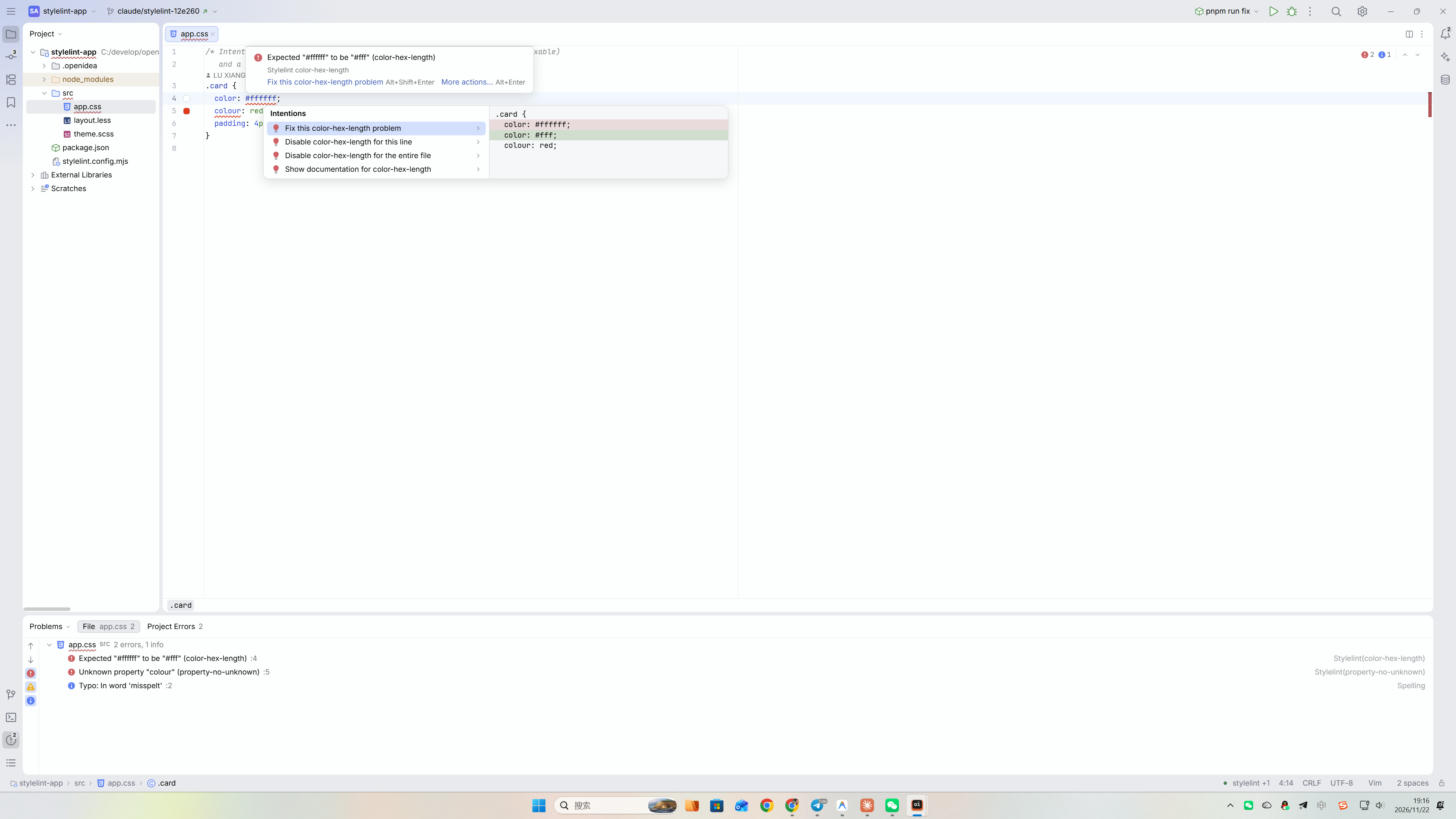 SA stylelint-app
claude/stylelint-12e260
pnpm run fix
Project
stylelint-app C:/develop/open
.openidea
node_modules
src
app.css
layout.less
theme.scss
package.json
stylelint.config.mjs
External Libraries
Scratches
app.css
2 1
1 /* Intent
xable)
2 and a
LU XIANG
3 .card {
4 color: #ffffff;
5 colour: red
6 padding: 4p
7 }
8
Expected "#ffffff" to be "#fff" (color-hex-length)
Stylelint color-hex-length
Fix this color-hex-length problem Alt+Shift+Enter More actions... Alt+Enter
Intentions
Fix this color-hex-length problem
Disable color-hex-length for this line
Disable color-hex-length for the entire file
Show documentation for color-hex-length
.card {
color: #ffffff;
color: #fff;
colour: red;
.card
Problems File app.css 2 Project Errors 2
app.css src 2 errors, 1 info
Expected "#ffffff" to be "#fff" (color-hex-length) :4 Stylelint(color-hex-length)
Unknown property "colour" (property-no-unknown) :5 Stylelint(property-no-unknown)
Typo: In word 'misspelt' :2 Spelling
stylelint-app src app.css .card
stylelint +1 4:14 CRLF UTF-8 Vim 2 spaces
搜索
19:16
2026/11/22